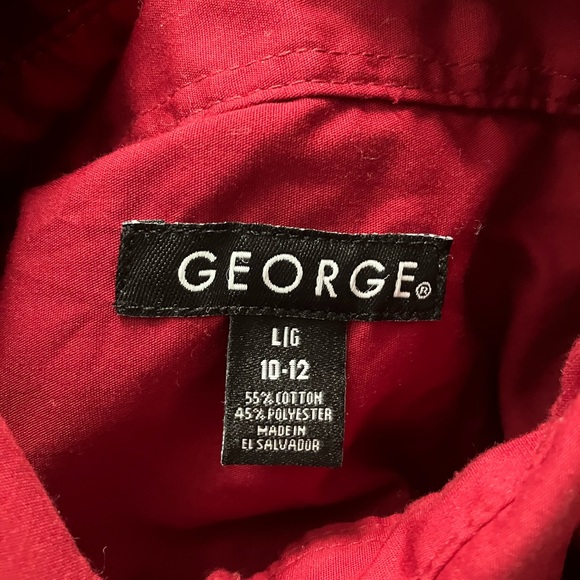 GEORGE®
L/G
10-12
55% COTTON
45% POLYESTER
MADE IN
EL SALVADOR